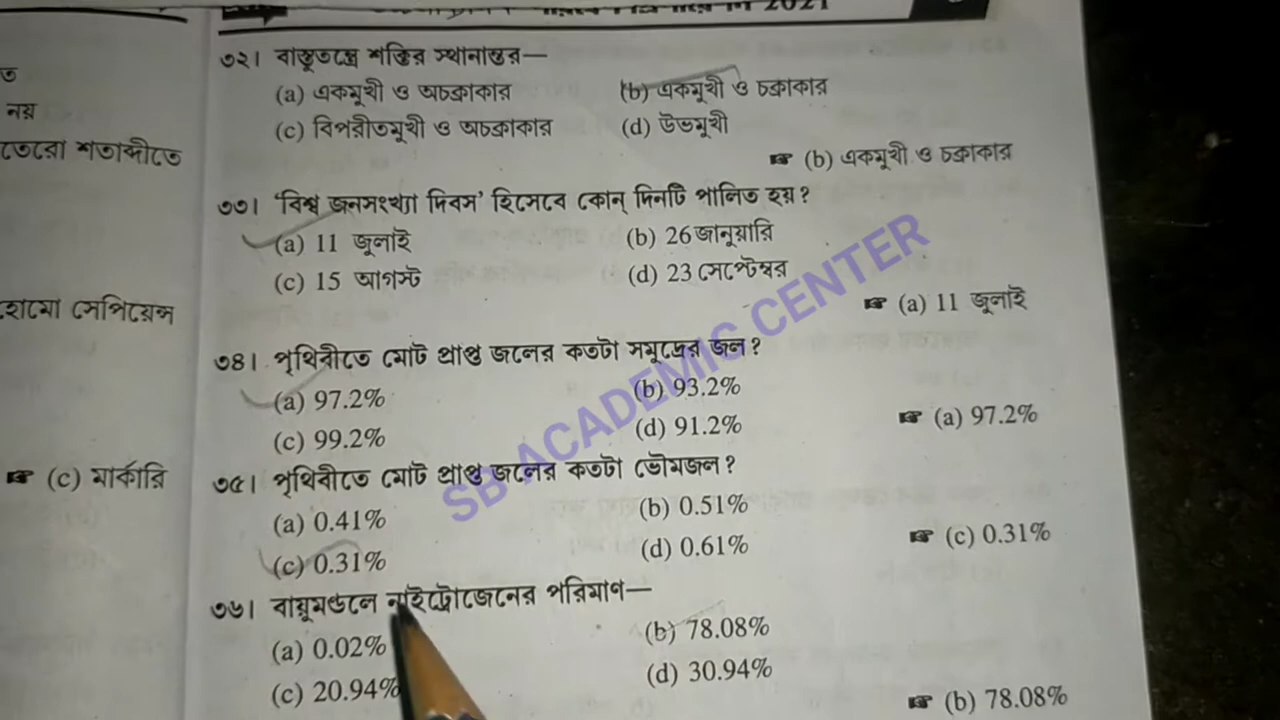 2021
ত
নয়
তেরো শতাব্দীতে
হোমো সেপিয়েন্স
☞ (c) মার্কারি
৩২। বাস্তুতন্ত্রে শক্তির স্থানান্তর—
(a) একমুখী ও অচক্রাকার (b) একমুখী ও চক্রাকার
(c) বিপরীতমুখী ও অচক্রাকার (d) উভমুখী
☞ (b) একমুখী ও চক্রাকার
৩৩। ‘বিশ্ব জনসংখ্যা দিবস’ হিসেবে কোন্ দিনটি পালিত হয়?
(a) 11 জুলাই (b) 26 জানুয়ারি
(c) 15 আগস্ট (d) 23 সেপ্টেম্বর
☞ (a) 11 জুলাই
৩৪। পৃথিবীতে মোট প্রাপ্ত জলের কতটা সমুদ্রের জল?
(a) 97.2% (b) 93.2%
(c) 99.2% (d) 91.2%
☞ (a) 97.2%
৩৫। পৃথিবীতে মোট প্রাপ্ত জলের কতটা ভৌমজল?
(a) 0.41% (b) 0.51%
(c) 0.31% (d) 0.61%
☞ (c) 0.31%
৩৬। বায়ুমণ্ডলে নাইট্রোজেনের পরিমাণ—
(a) 0.02% (b) 78.08%
(c) 20.94% (d) 30.94%
☞ (b) 78.08%
SB ACADEMIC CENTER